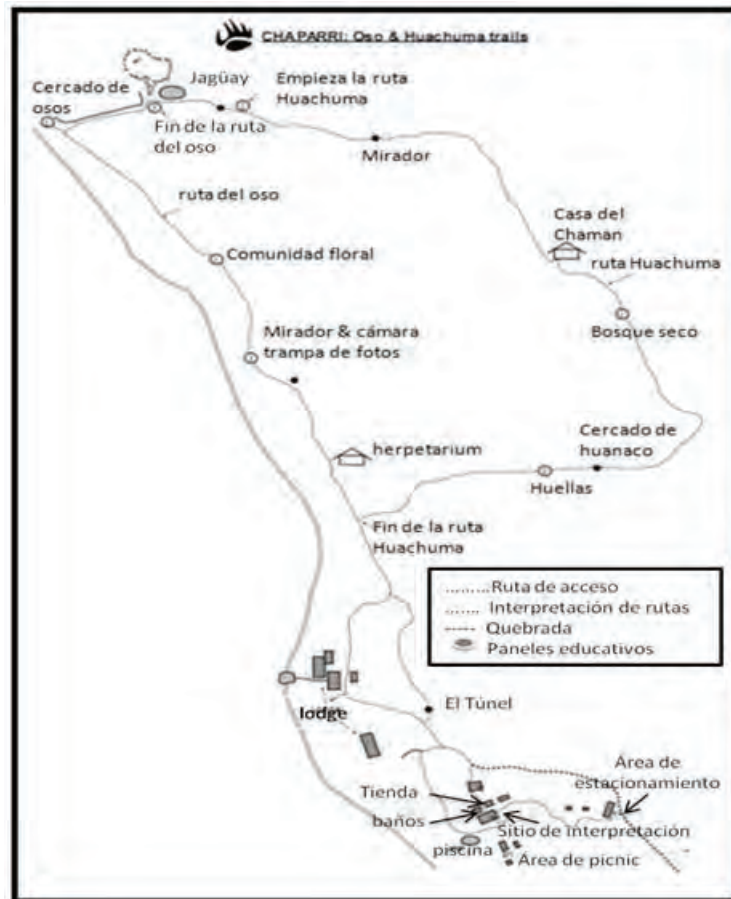 CHAPARRI: Oso & Huachuma trails
Jagüay
Empieza la ruta
Huachuma
Cercado de
osos
Fin de la ruta
del oso
Mirador
ruta del oso
Casa del
Chaman
Comunidad floral
ruta Huachuma
Bosque seco
Mirador & cámara
trampa de fotos
Cercado de
huanaco
herpetarium
Huellas
Fin de la ruta
Huachuma
Ruta de acceso
Interpretación de rutas
Quebrada
Paneles educativos
lodge
El Túnel
Área de
estacionamiento
Tienda
baños
Sitio de interpretación
piscina
Área de picnic